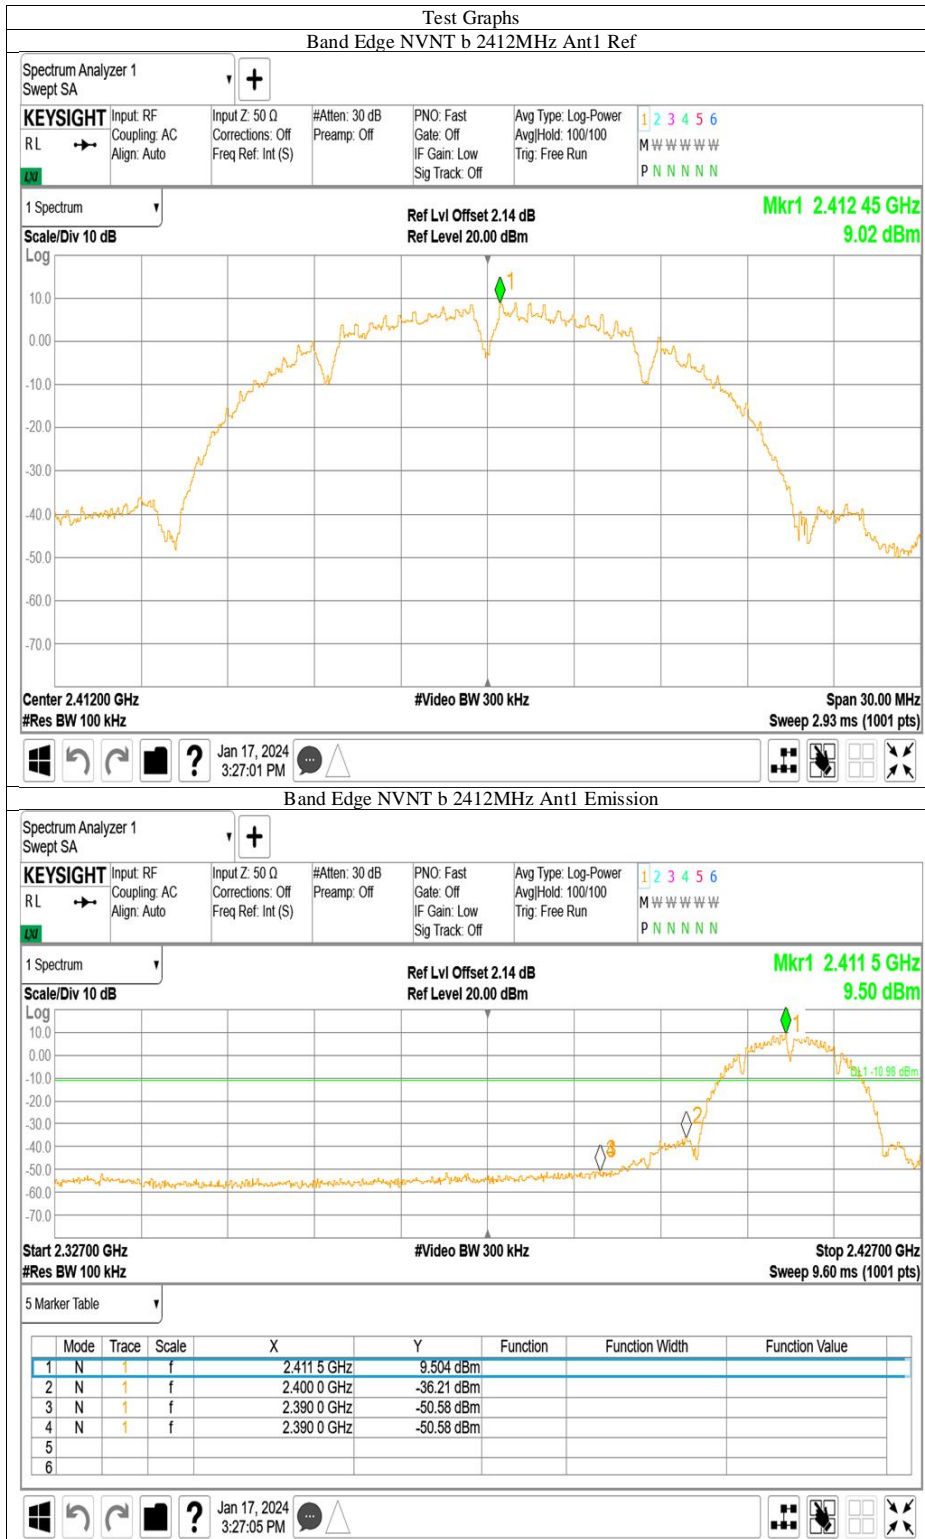 Test Graphs
Band Edge NVNT b 2412MHz Ant1 Ref
Spectrum Analyzer 1
Swept SA
+
KEYSIGHT Input: RF Input Z: 50 Ω #Atten: 30 dB PNO: Fast Avg Type: Log-Power 1 2 3 4 5 6
RL Coupling: AC Corrections: Off Preamp: Off Gate: Off Avg|Hold: 100/100 M W W W W W
Align: Auto Freq Ref: Int (S) IF Gain: Low Trig: Free Run
LXI Sig Track: Off P N N N N N
1 Spectrum Ref Lvl Offset 2.14 dB Mkr1 2.412 45 GHz
Scale/Div 10 dB Ref Level 20.00 dBm 9.02 dBm
Log
1
10.0
0.00
-10.0
-20.0
-30.0
-40.0
-50.0
-60.0
-70.0
Center 2.41200 GHz #Video BW 300 kHz Span 30.00 MHz
#Res BW 100 kHz Sweep 2.93 ms (1001 pts)
? Jan 17, 2024
3:27:01 PM
Band Edge NVNT b 2412MHz Ant1 Emission
Spectrum Analyzer 1
Swept SA
+
KEYSIGHT Input: RF Input Z: 50 Ω #Atten: 30 dB PNO: Fast Avg Type: Log-Power 1 2 3 4 5 6
RL Coupling: AC Corrections: Off Preamp: Off Gate: Off Avg|Hold: 100/100 M W W W W W
Align: Auto Freq Ref: Int (S) IF Gain: Low Trig: Free Run
LXI Sig Track: Off P N N N N N
1 Spectrum Ref Lvl Offset 2.14 dB Mkr1 2.411 5 GHz
Scale/Div 10 dB Ref Level 20.00 dBm 9.50 dBm
Log
1
10.0
0.00
-10.0 DL1 -10.98 dBm
-20.0
-30.0 2
-40.0
-50.0
-60.0
-70.0
Start 2.32700 GHz #Video BW 300 kHz Stop 2.42700 GHz
#Res BW 100 kHz Sweep 9.60 ms (1001 pts)
5 Marker Table
Mode Trace Scale X Y Function Function Width Function Value
1 N 1 f 2.411 5 GHz 9.504 dBm
2 N 1 f 2.400 0 GHz -36.21 dBm
3 N 1 f 2.390 0 GHz -50.58 dBm
4 N 1 f 2.390 0 GHz -50.58 dBm
5
6
? Jan 17, 2024
3:27:05 PM